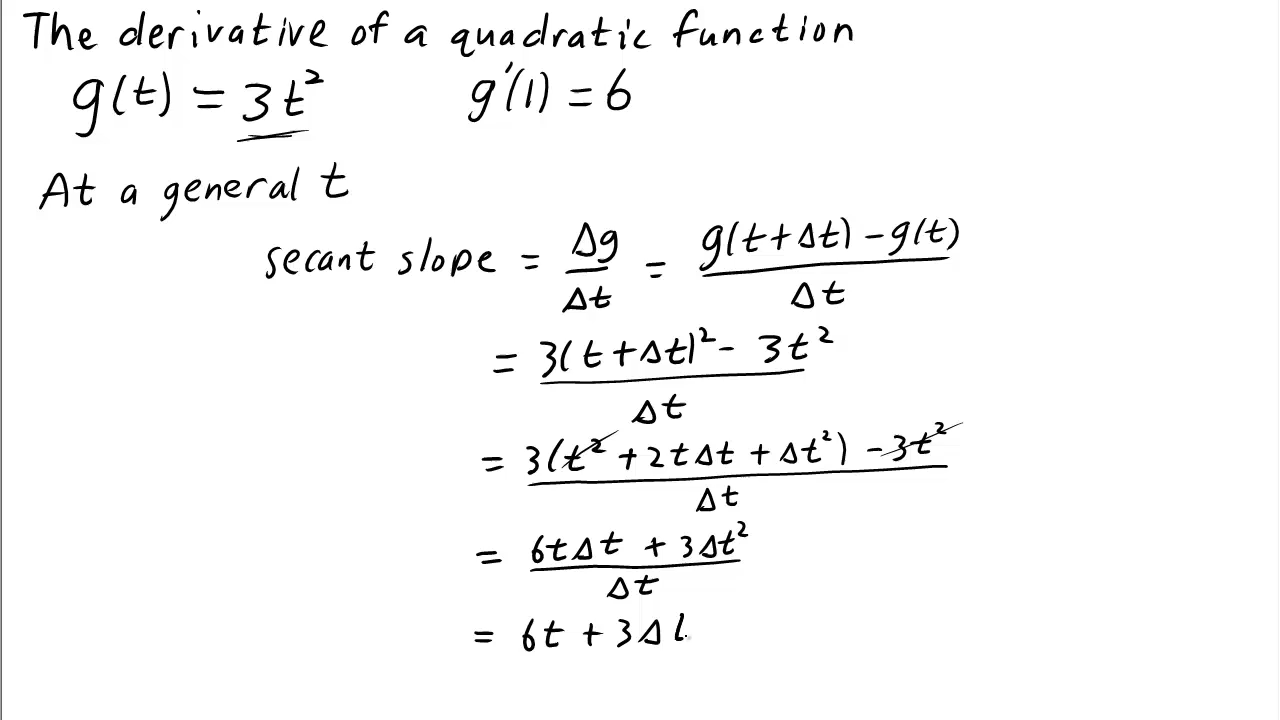 The derivative of a quadratic function
g(t) = 3t² g′(1) = 6
At a general t
secant slope = Δg/Δt = (g(t+Δt) − g(t))/Δt
= (3(t+Δt)² − 3t²)/Δt
= (3(t² + 2tΔt + Δt²) − 3t²)/Δt
= (6tΔt + 3Δt²)/Δt
= 6t + 3Δ